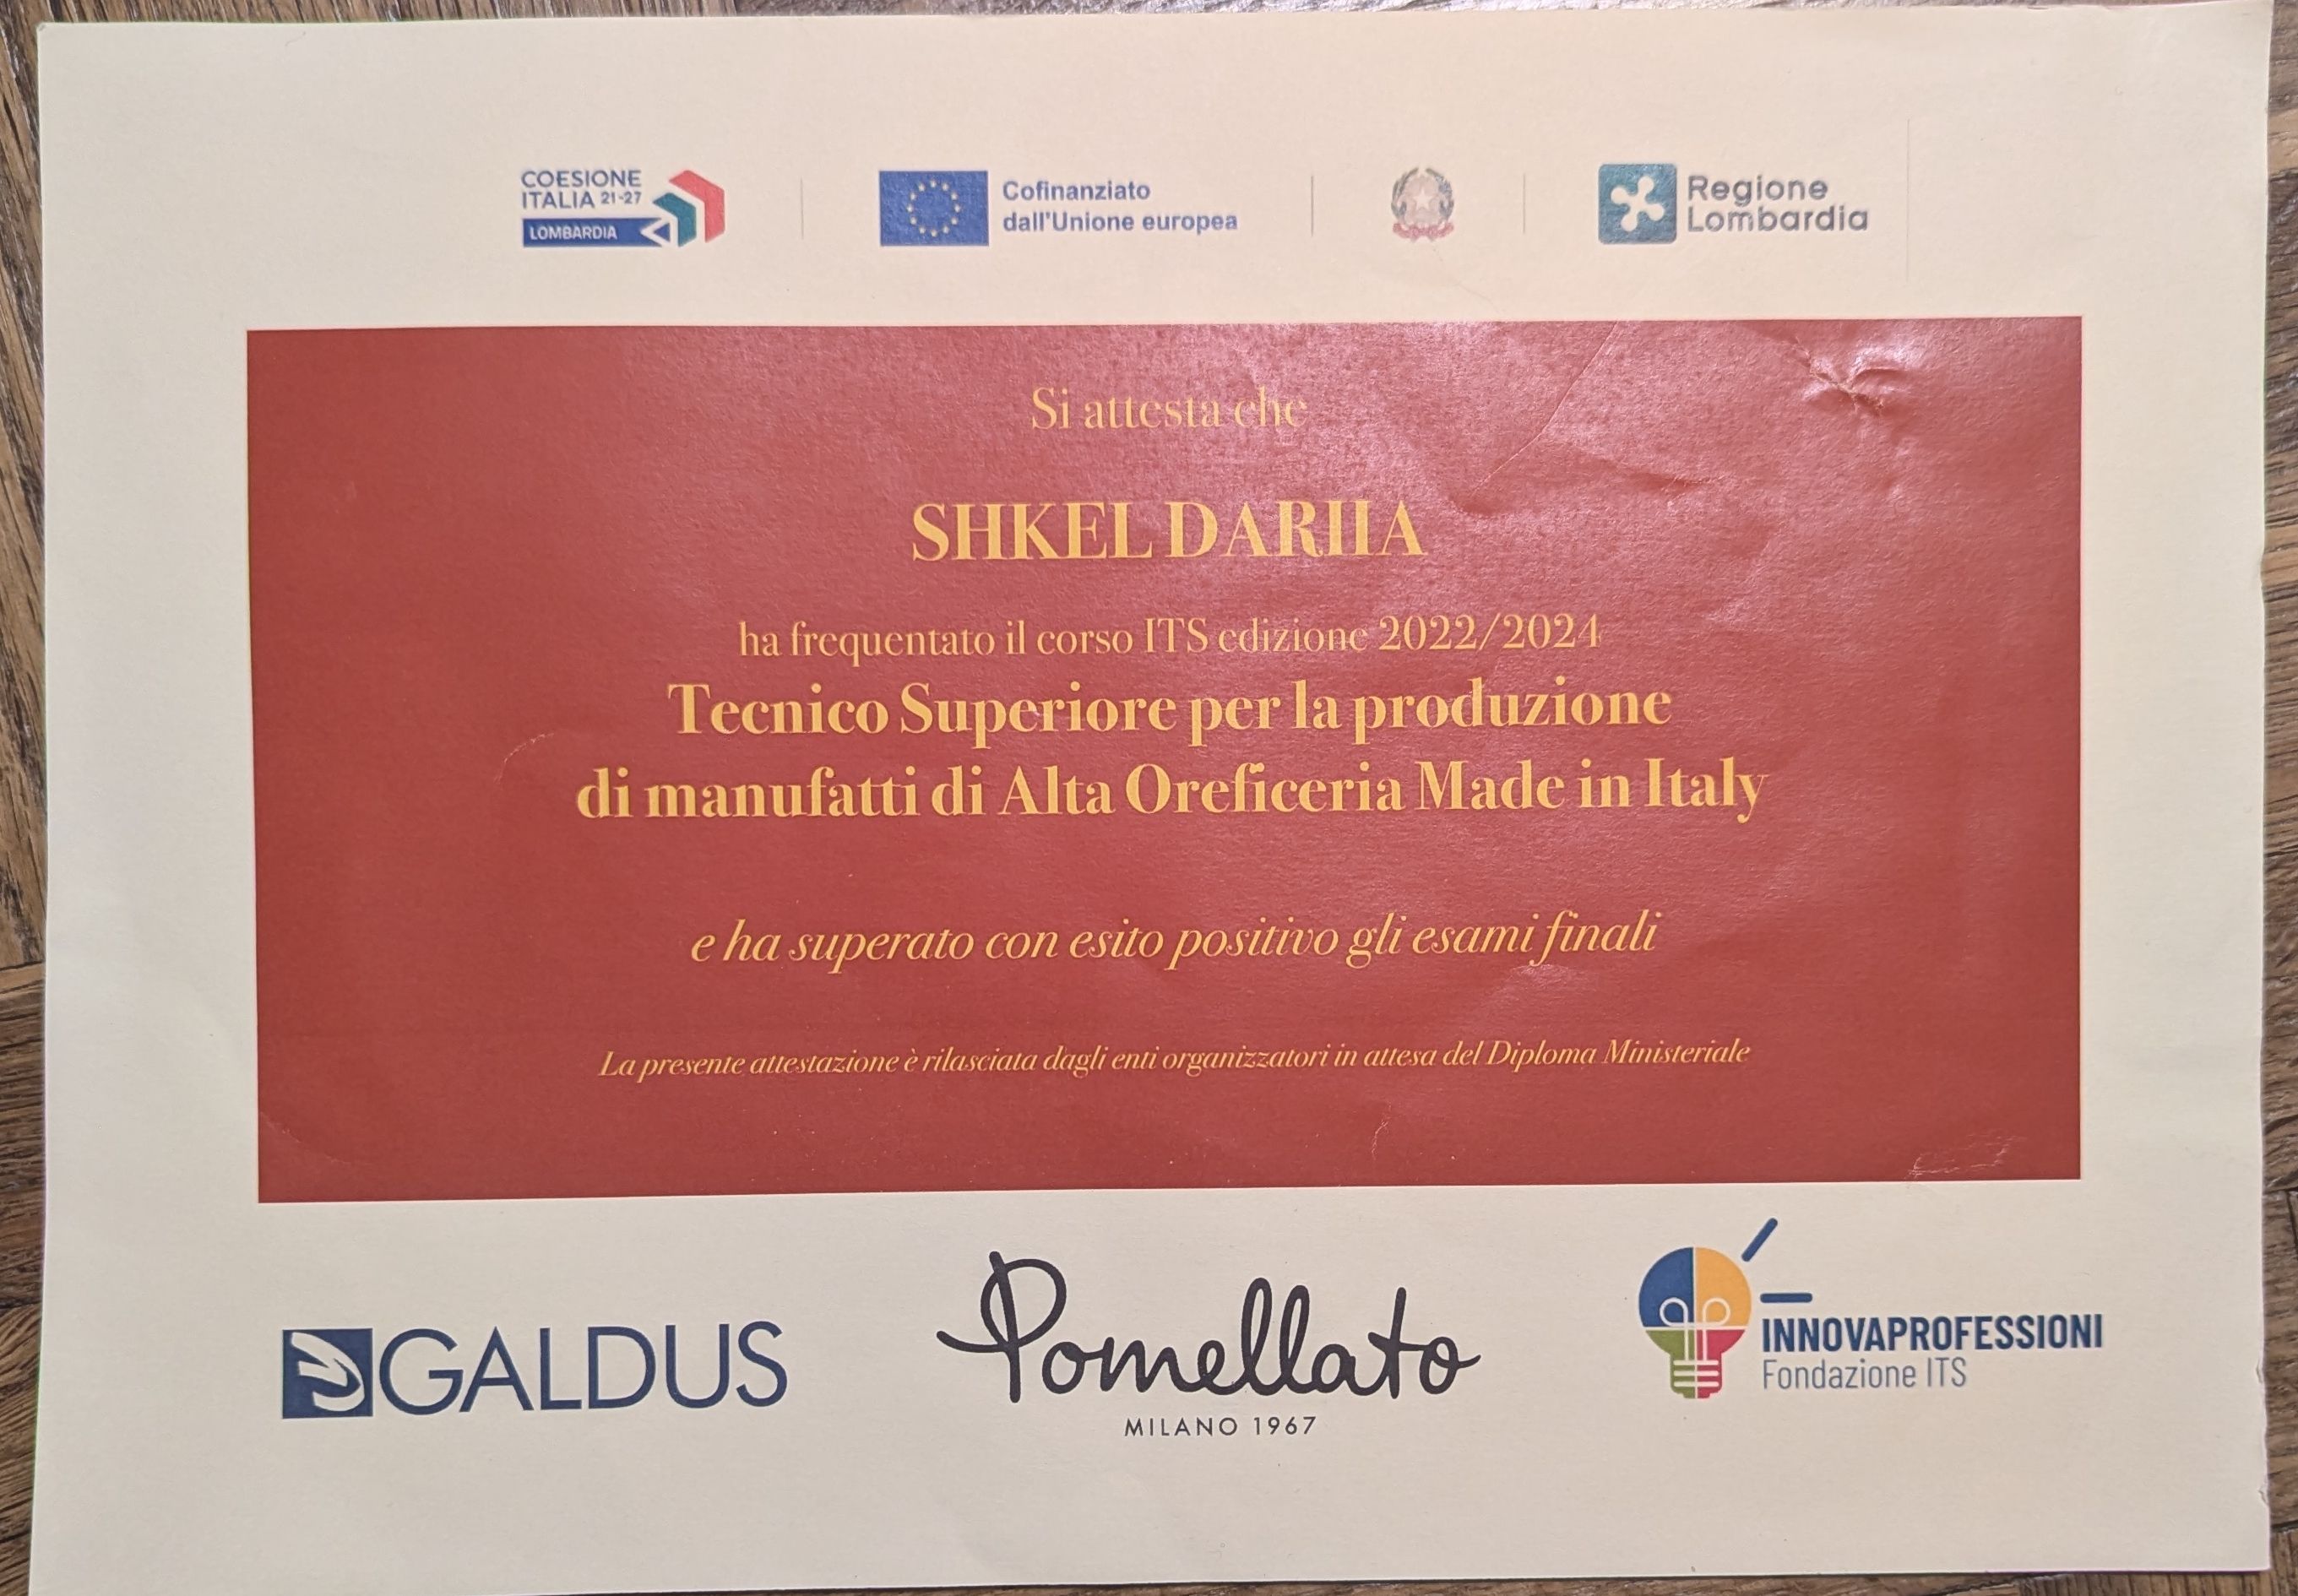 COESIONE
ITALIA 21-27
LOMBARDIA
Cofinanziato
dall'Unione europea
Regione
Lombardia
Si attesta che
SHKEL DARIIA
ha frequentato il corso ITS edizione 2022/2024
Tecnico Superiore per la produzione
di manufatti di Alta Oreficeria Made in Italy
e ha superato con esito positivo gli esami finali
La presente attestazione è rilasciata dagli enti organizzatori in attesa del Diploma Ministeriale
GALDUS
Pomellato
MILANO 1967
INNOVAPROFESSIONI
Fondazione ITS